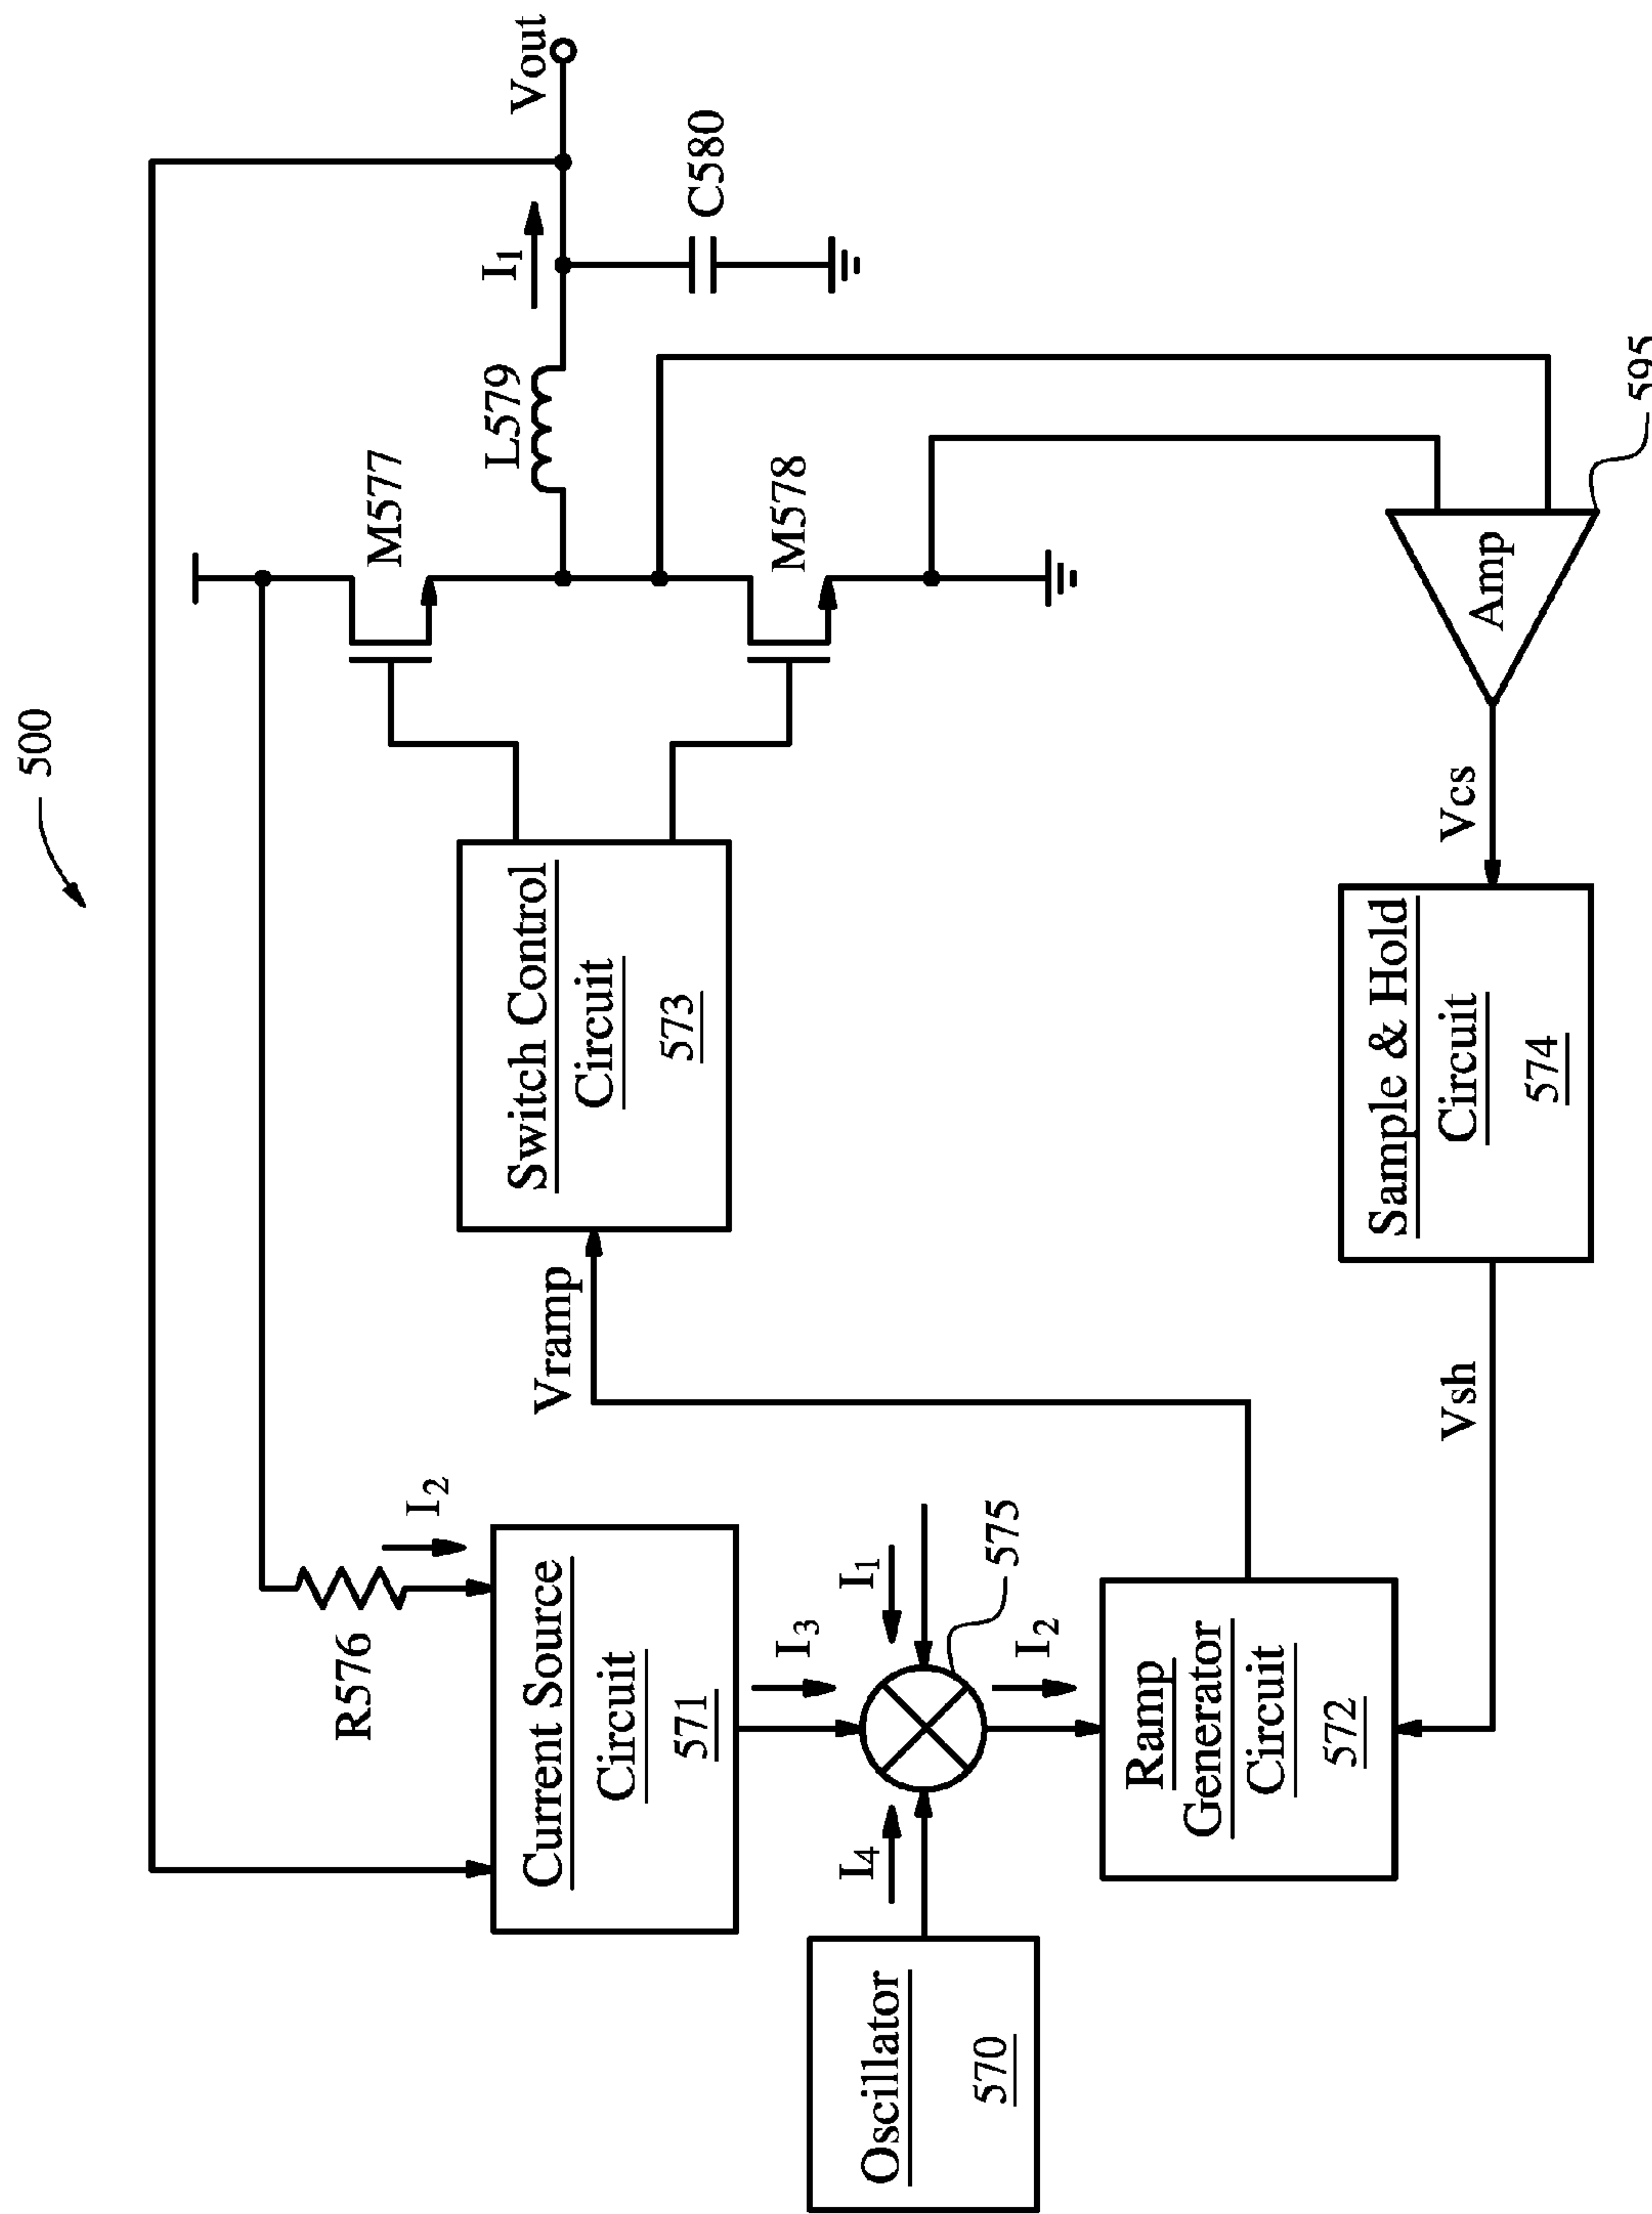 500
Vout
I1
C580
L579
M577
M578
Amp
595
Vcs
Switch Control
Circuit
573
Sample & Hold
Circuit
574
Vramp
Vsh
R576
I2
Current Source
Circuit
571
I3
I1
575
I4
I2
Ramp
Generator
Circuit
572
Oscillator
570